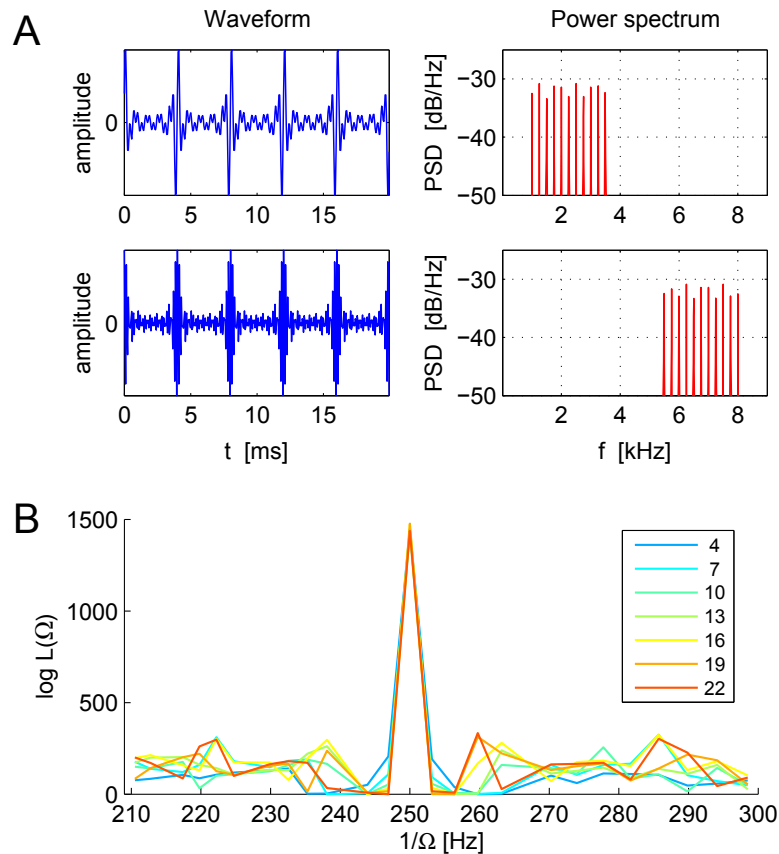 A
Waveform
Power spectrum
amplitude
0
0 5 10 15
PSD [dB/Hz]
−30
−40
−50
2 4 6 8
amplitude
0
0 5 10 15
t [ms]
PSD [dB/Hz]
−30
−40
−50
2 4 6 8
f [kHz]
B
log L(Ω)
1500
1000
500
0
210 220 230 240 250 260 270 280 290 300
1/Ω [Hz]
4
7
10
13
16
19
22